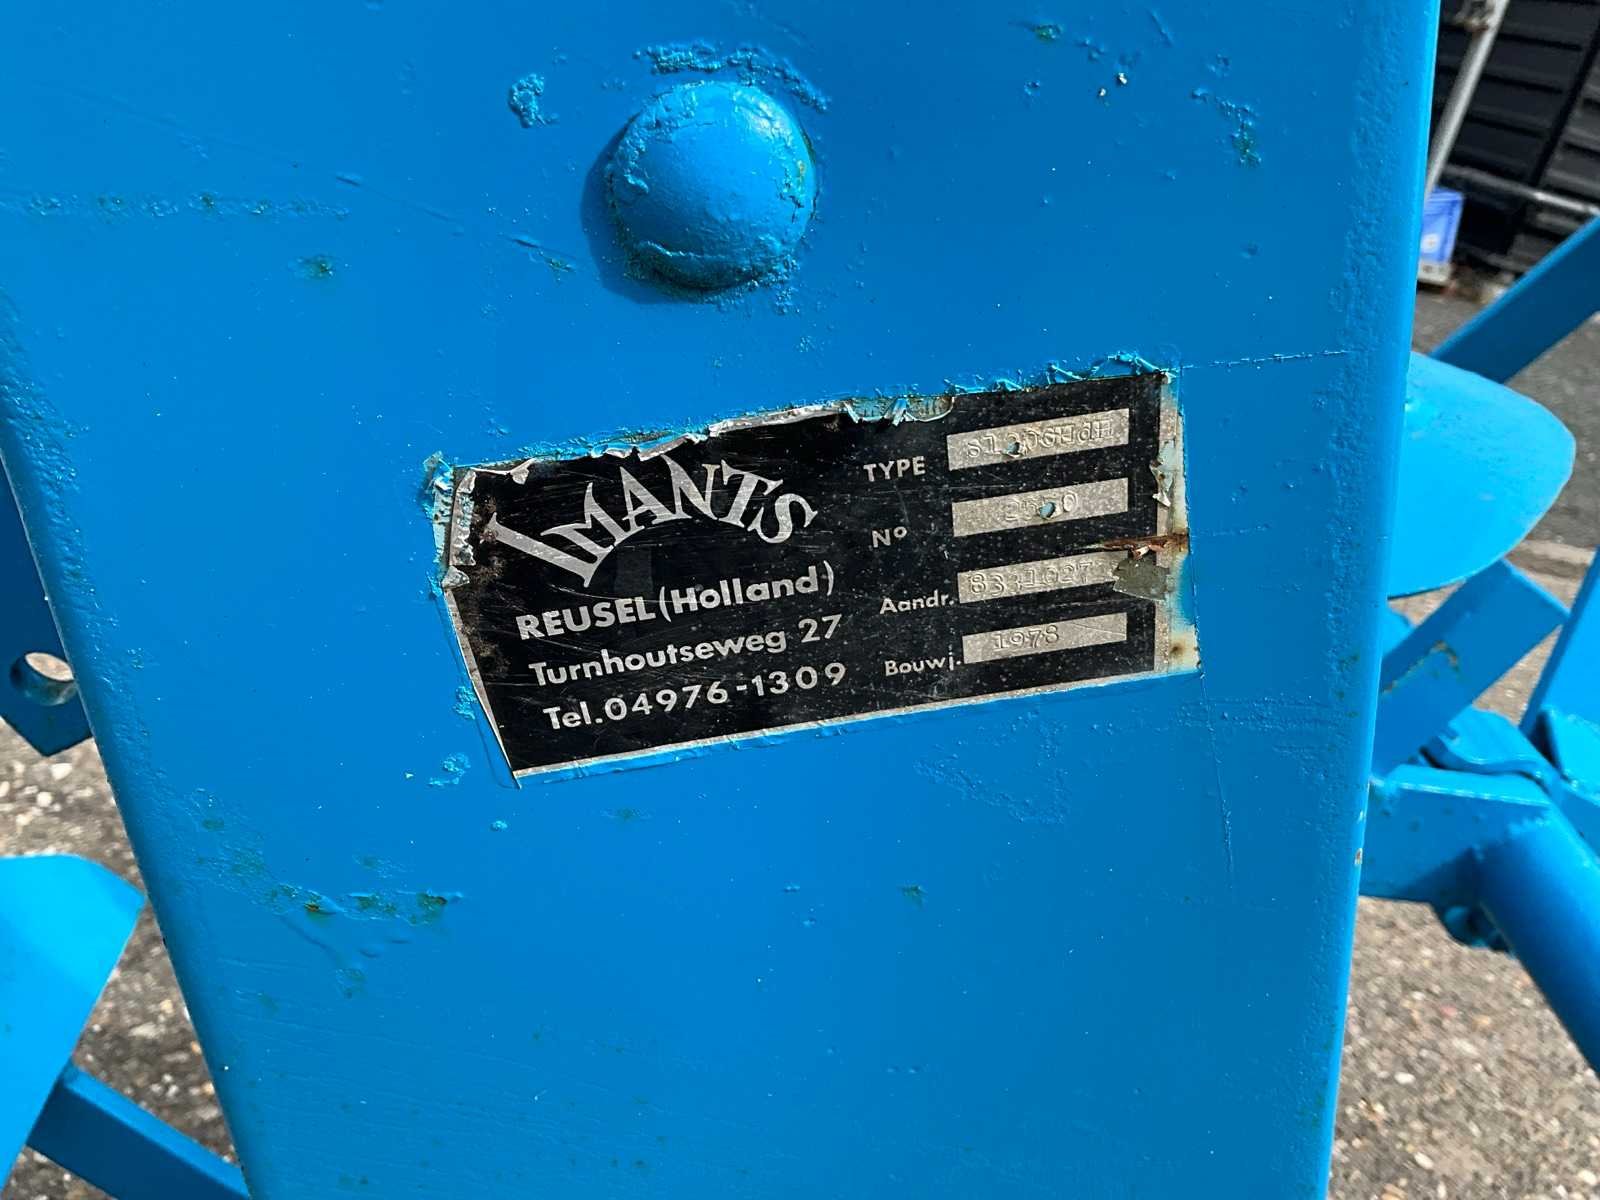 IMANTS
REUSEL (Holland)
Turnhoutseweg 27
Tel. 04976-1309
TYPE
Nº
Aandr.
Bouwj. 1978